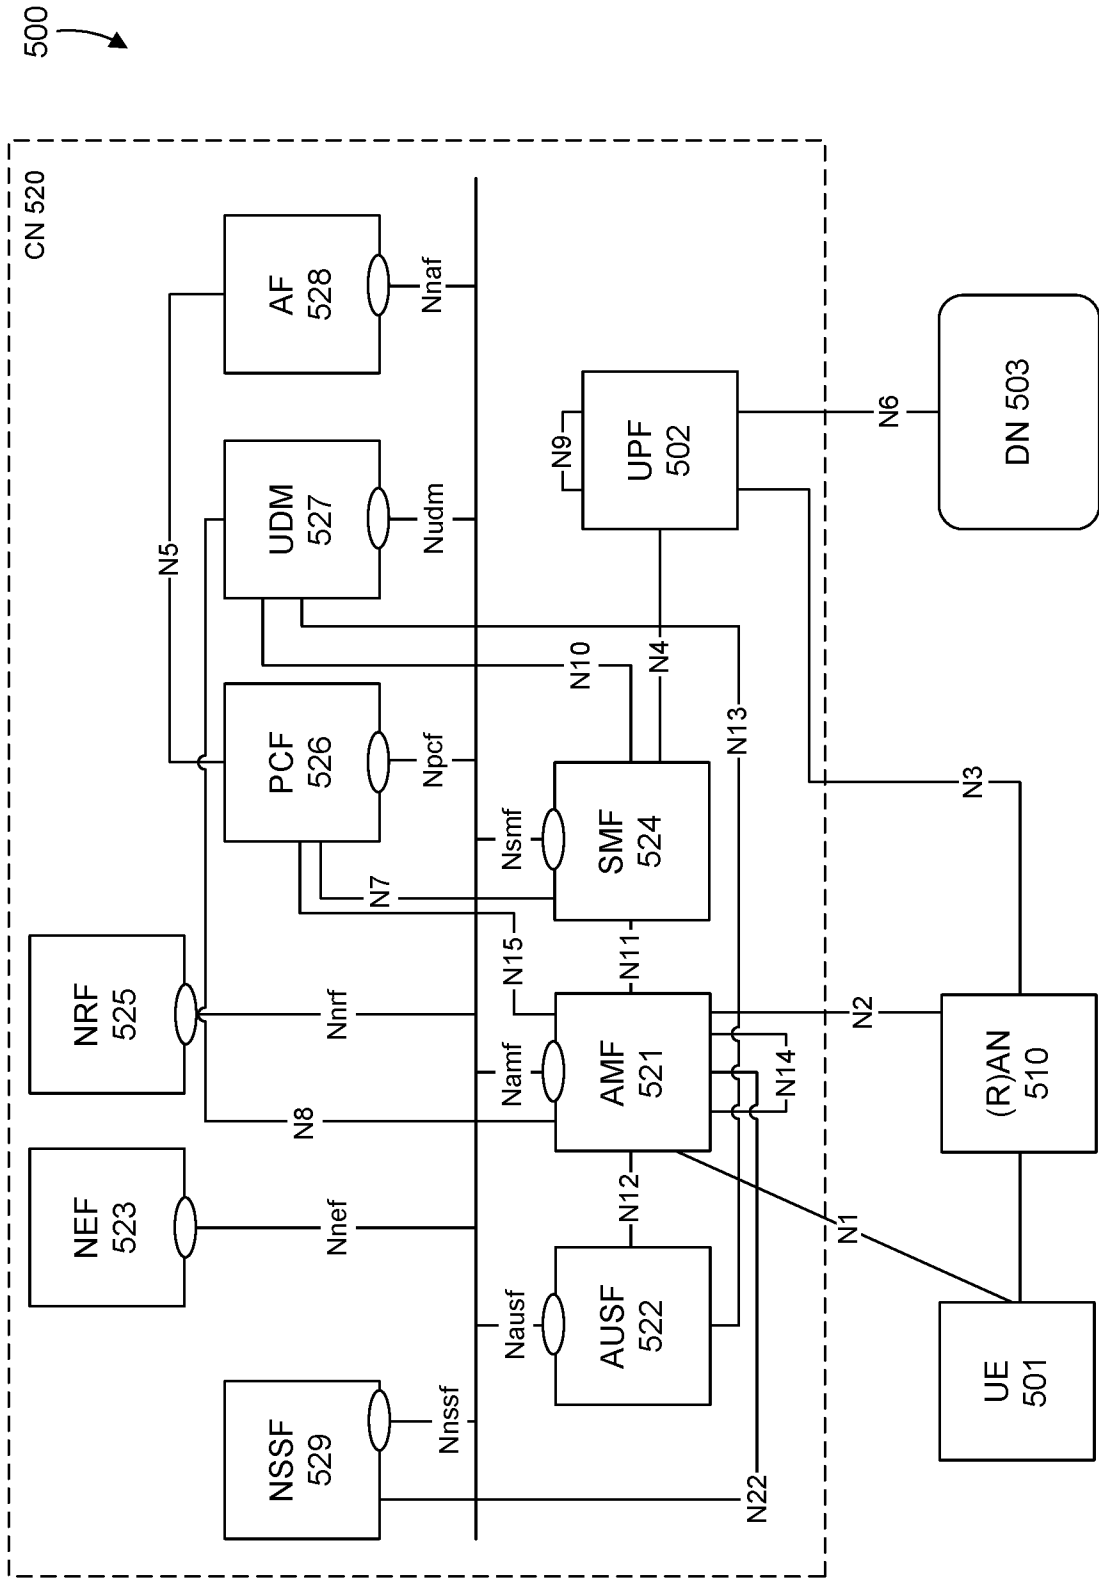 500
CN 520
NSSF
529
NEF
523
NRF
525
PCF
526
UDM
527
AF
528
N5
N8
Nnssf
Nnef
Nnrf
Npcf
Nudm
Nnaf
N7
N15
N10
Nausf
Namf
Nsmf
AUSF
522
N12
AMF
521
N11
SMF
524
N4
UPF
502
N9
N22
N14
N13
N1
N2
N3
N6
UE
501
(R)AN
510
DN 503